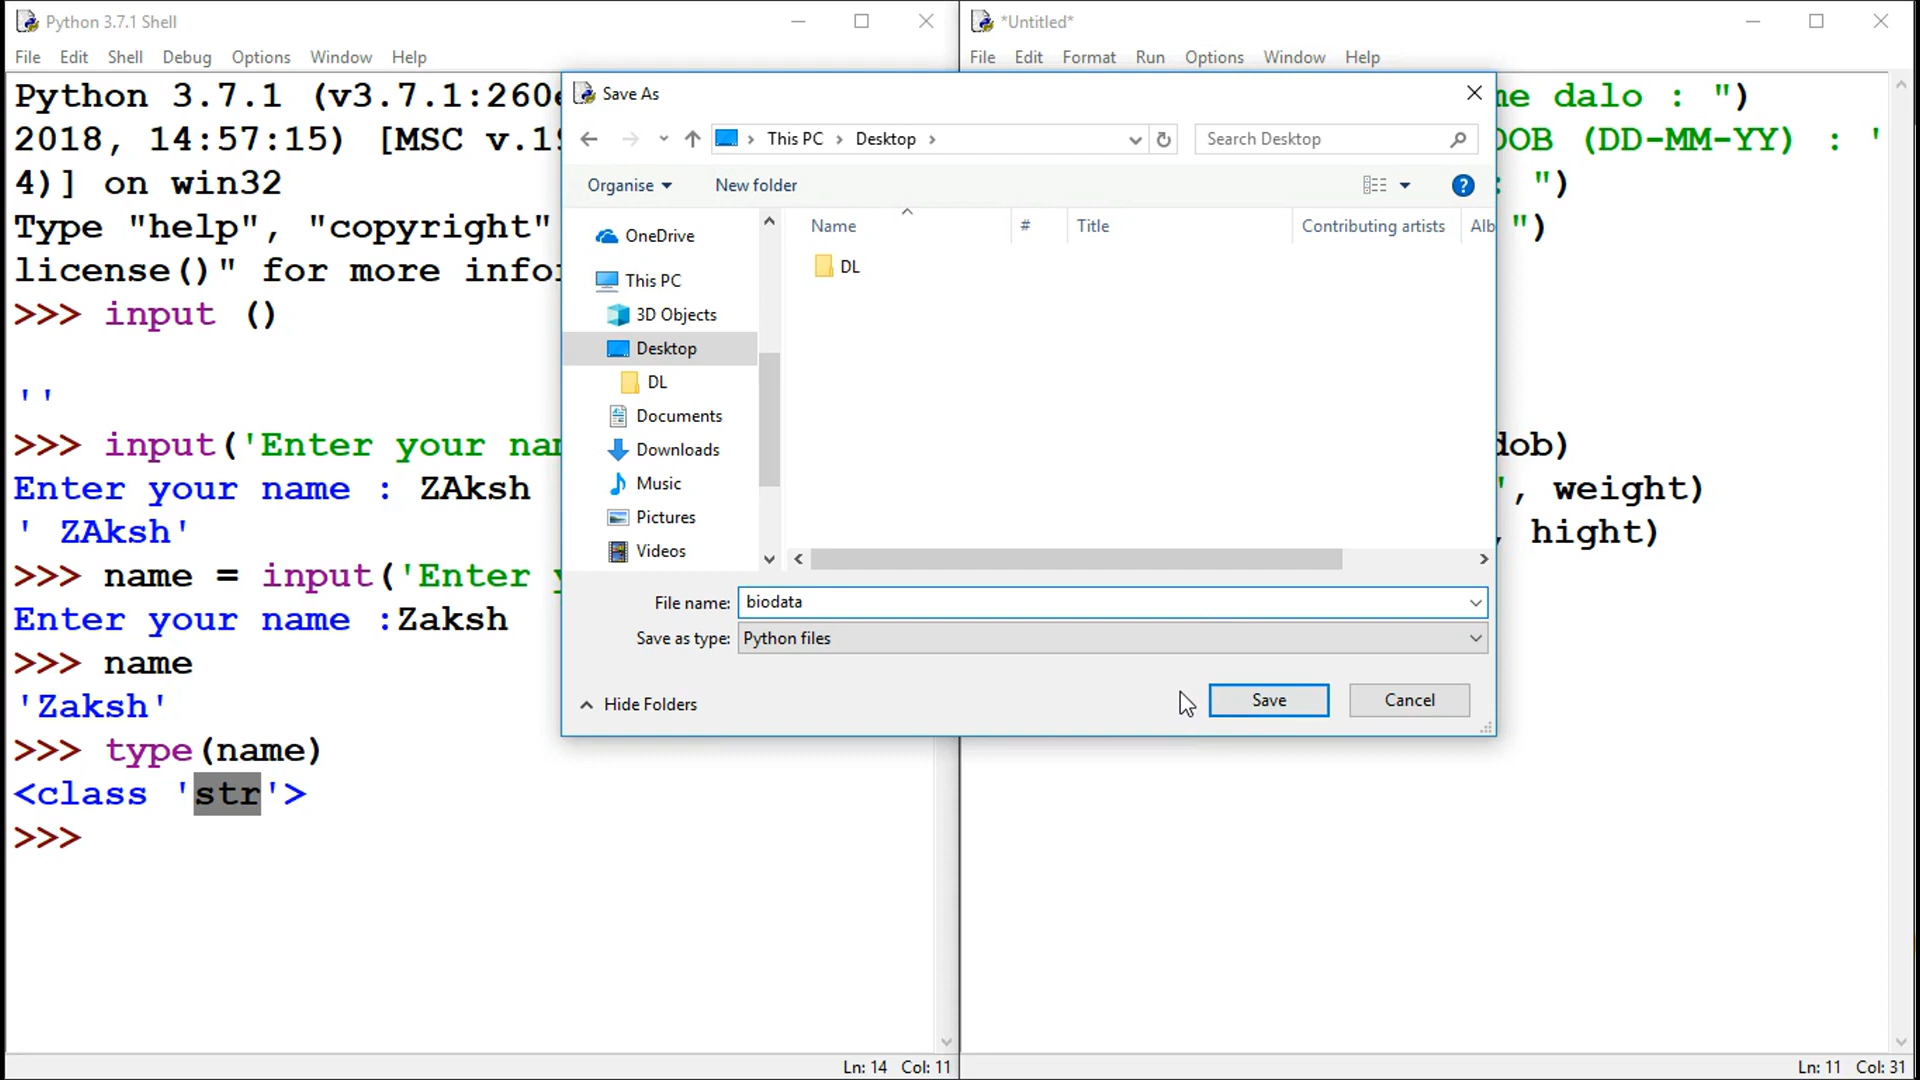 Python 3.7.1 Shell
File Edit Shell Debug Options Window Help
Python 3.7.1 (v3.7.1:260
2018, 14:57:15) [MSC v.19
4)] on win32
Type "help", "copyright"
license()" for more info
>>> input ()
''
>>> input('Enter your na
Enter your name : ZAksh
' ZAksh'
>>> name = input('Enter
Enter your name :Zaksh
>>> name
'Zaksh'
>>> type(name)
<class 'str'>
>>>
Ln: 14 Col: 11
*Untitled*
File Edit Format Run Options Window Help
me dalo : ")
DOB (DD-MM-YY) : '
: ")
")
dob)
', weight)
, hight)
Ln: 11 Col: 31
Save As
This PC > Desktop >
Search Desktop
Organise New folder
OneDrive
This PC
3D Objects
Desktop
DL
Documents
Downloads
Music
Pictures
Videos
Name # Title Contributing artists Alb
DL
File name: biodata
Save as type: Python files
Hide Folders
Save Cancel